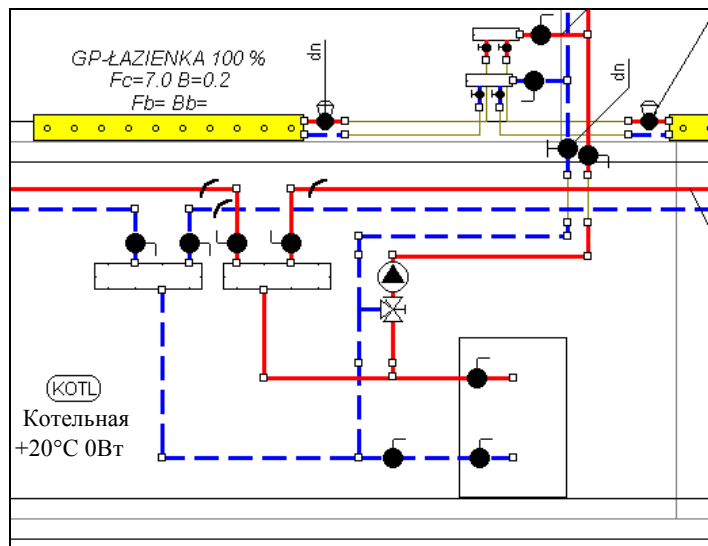 GP-ŁAZIENKA 100 %
Fc=7.0 B=0.2
Fb= Bb=
dn
dn
KOTL
Котельная
+20°C 0Вт